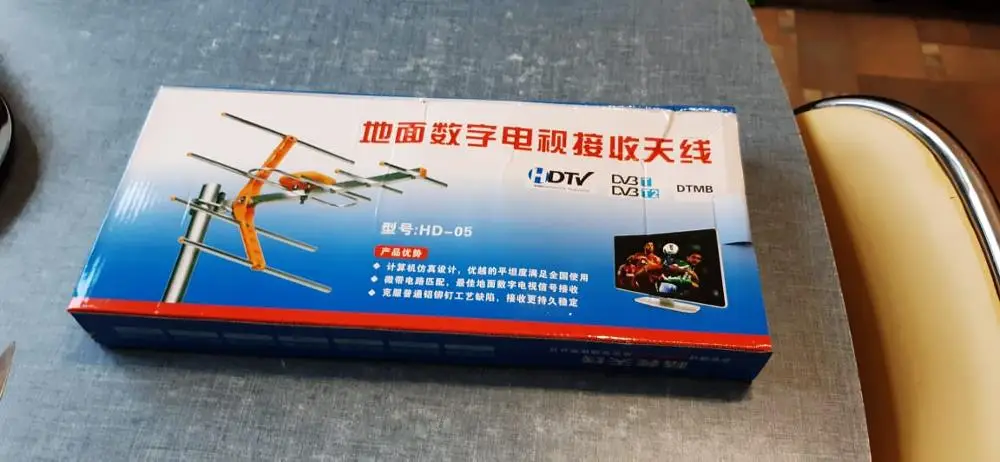 地面数字电视接收天线
HDTV
DVB T
DVB T2
DTMB
型号:HD-05
产品优势
◆ 计算机仿真设计，优越的平坦度满足全国使用
◆ 微带电路匹配，最佳地面数字电视信号接收
◆ 克服普通铝铆钉工艺缺陷，接收更持久稳定